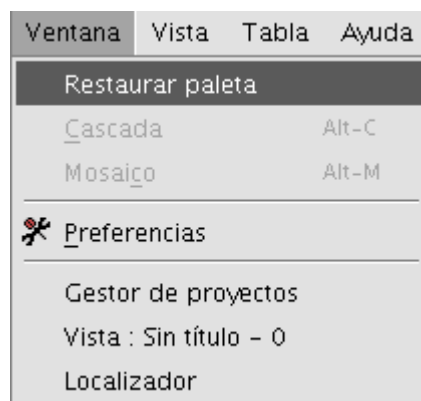 Ventana Vista Tabla Ayuda
Restaurar paleta
Cascada Alt-C
Mosaico Alt-M
Preferencias
Gestor de proyectos
Vista : Sin título - 0
Localizador